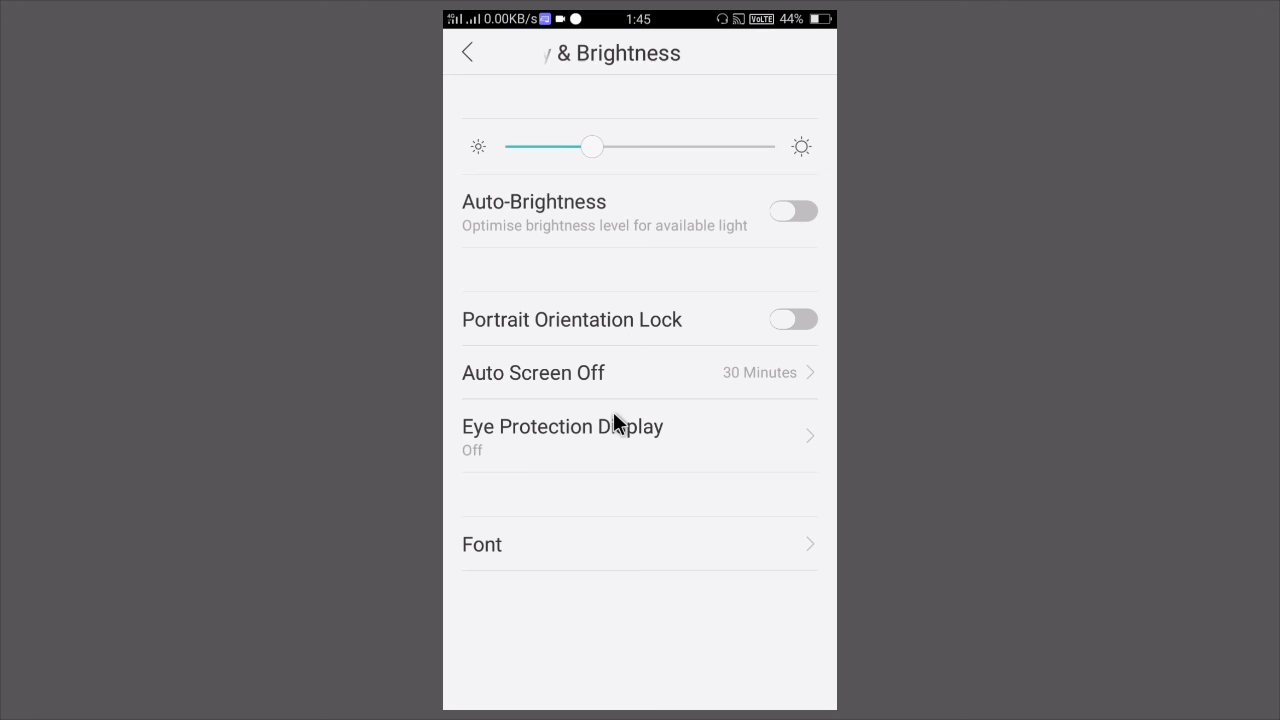 0.00KB/s 1:45 VoLTE 44%
y & Brightness
Auto-Brightness
Optimise brightness level for available light
Portrait Orientation Lock
Auto Screen Off 30 Minutes
Eye Protection Display
Off
Font